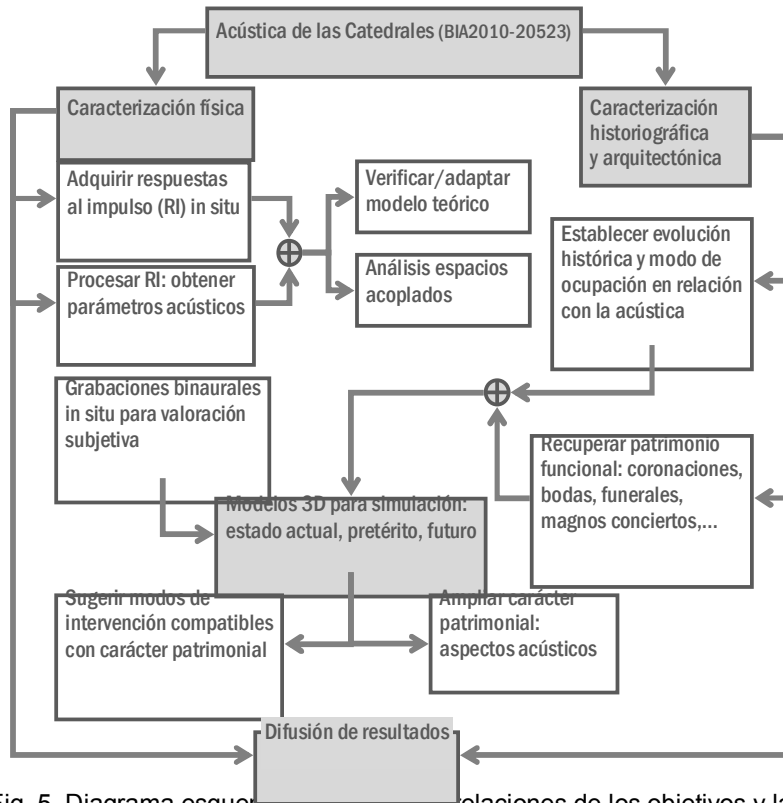 Acústica de las Catedrales (BIA2010-20523)
Caracterización física
Caracterización
historiográfica
y arquitectónica
Adquirir respuestas
al impulso (RI) in situ
Verificar/adaptar
modelo teórico
Procesar RI: obtener
parámetros acústicos
Análisis espacios
acoplados
Establecer evolución
histórica y modo de
ocupación en relación
con la acústica
Grabaciones binaurales
in situ para valoración
subjetiva
Recuperar patrimonio
funcional: coronaciones,
bodas, funerales,
magnos conciertos,...
Modelos 3D para simulación:
estado actual, pretérito, futuro
Sugerir modos de
intervención compatibles
con carácter patrimonial
Ampliar carácter
patrimonial:
aspectos acústicos
Difusión de resultados
Fig. 5. Diagrama de los objetivos y